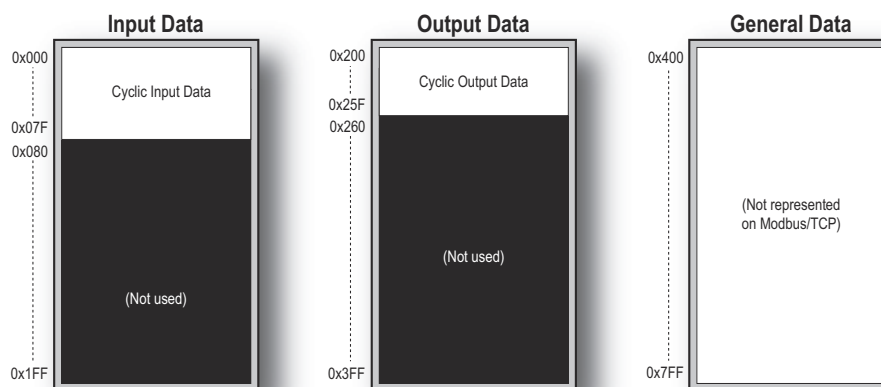 Input Data
0x000
Cyclic Input Data
0x07F
0x080
(Not used)
0x1FF
Output Data
0x200
Cyclic Output Data
0x25F
0x260
(Not used)
0x3FF
General Data
0x400
(Not represented
on Modbus/TCP)
0x7FF